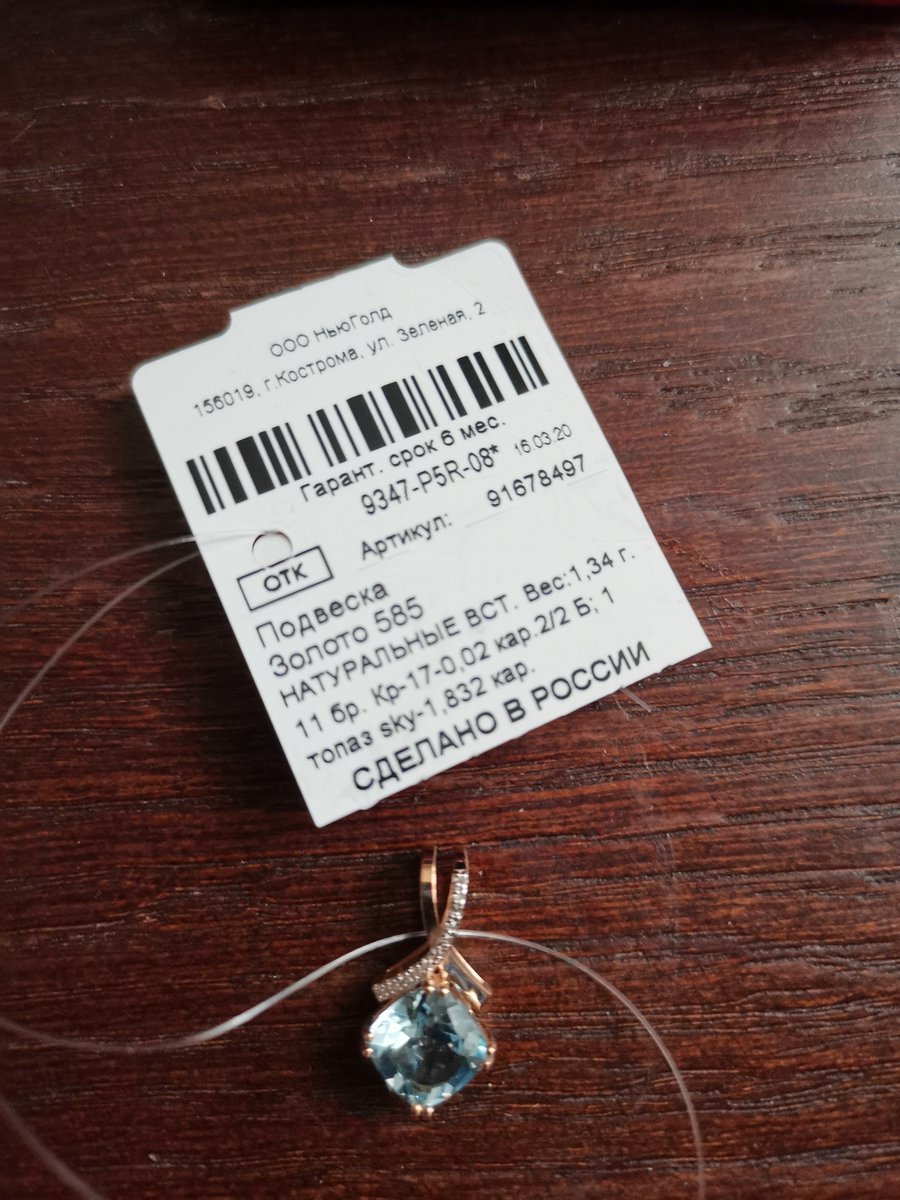 ООО НьюГолд
156019, г.Кострома, ул. Зеленая, 2
Гарант. срок 6 мес.
9347-P5R-08* 16.03.20
Артикул: 91678497
ОТК
Подвеска
Золото 585
НАТУРАЛЬНЫЕ ВСТ. Вес:1,34 г.
11 бр. Кр-17-0,02 кар.2/2 Б; 1
топаз sky-1,832 кар.
СДЕЛАНО В РОССИИ